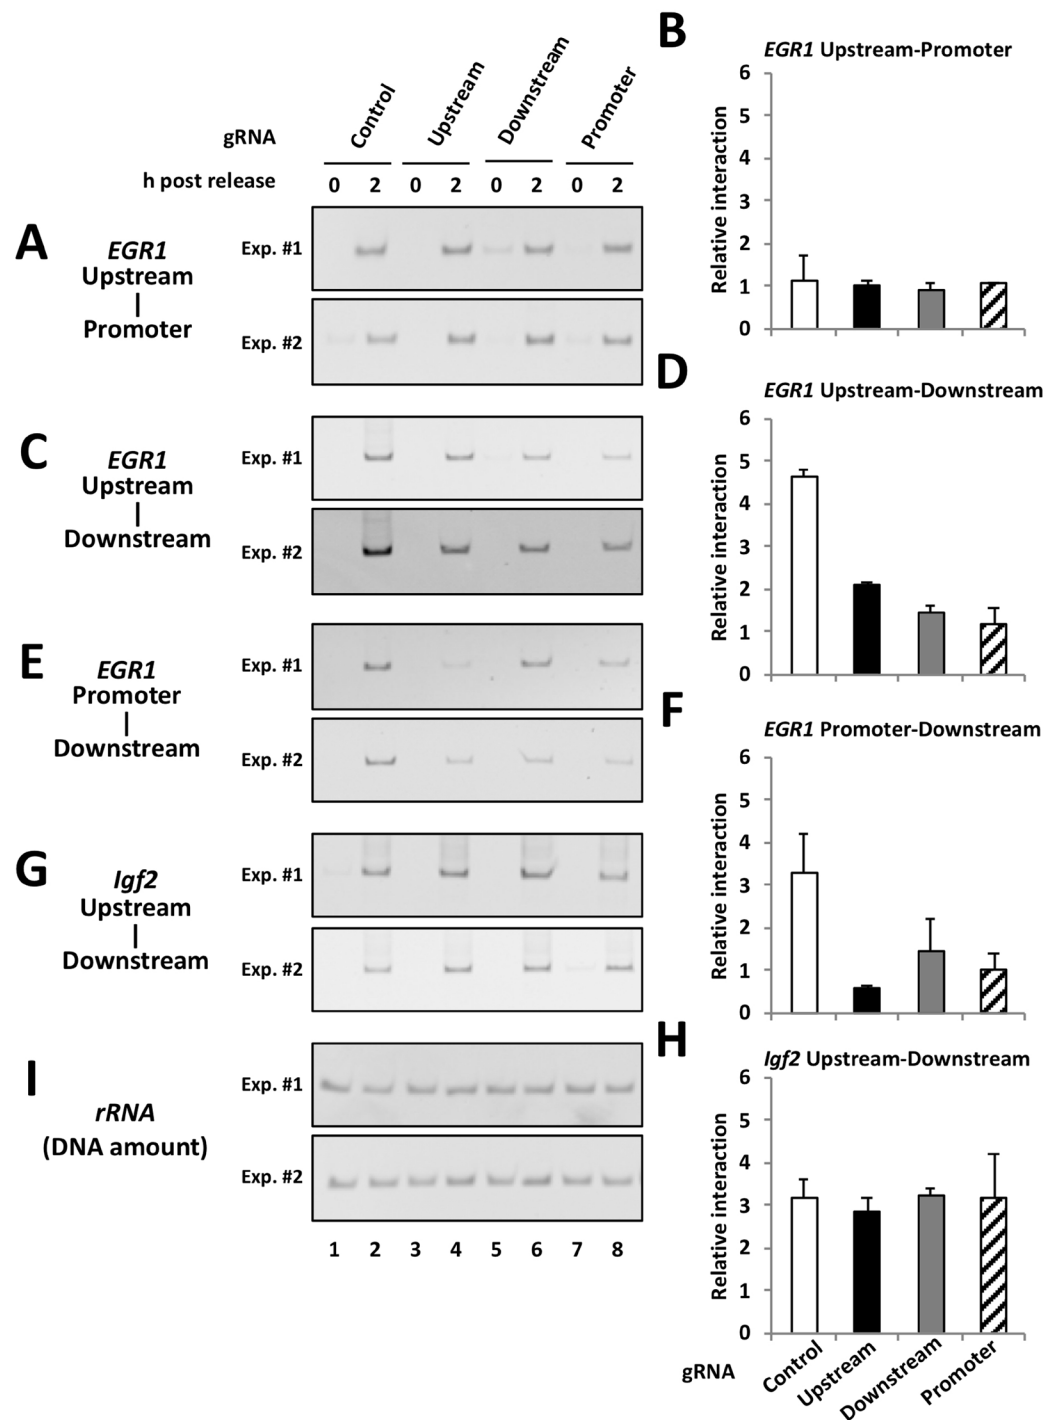 gRNA
Control
Upstream
Downstream
Promoter
h post release
0 2 0 2 0 2 0 2
A
EGR1
Upstream
|
Promoter
Exp. #1
Exp. #2
B
EGR1 Upstream-Promoter
Relative interaction
6
5
4
3
2
1
0
C
EGR1
Upstream
|
Downstream
Exp. #1
Exp. #2
D
EGR1 Upstream-Downstream
Relative interaction
6
5
4
3
2
1
0
E
EGR1
Promoter
|
Downstream
Exp. #1
Exp. #2
F
EGR1 Promoter-Downstream
Relative interaction
6
5
4
3
2
1
0
G
Igf2
Upstream
|
Downstream
Exp. #1
Exp. #2
H
Igf2 Upstream-Downstream
Relative interaction
6
5
4
3
2
1
0
gRNA
Control
Upstream
Downstream
Promoter
I
rRNA
(DNA amount)
Exp. #1
Exp. #2
1 2 3 4 5 6 7 8